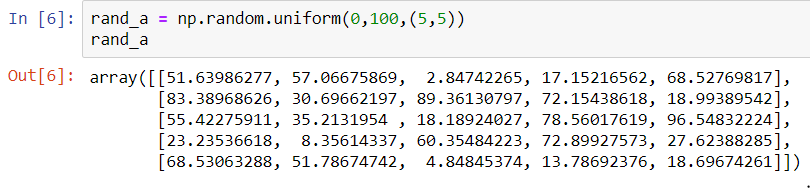 In [6]: rand_a = np.random.uniform(0,100,(5,5))
rand_a
Out[6]: array([[51.63986277, 57.06675869, 2.84742265, 17.15216562, 68.52769817],
[83.38968626, 30.69662197, 89.36130797, 72.15438618, 18.99389542],
[55.42275911, 35.2131954 , 18.18924027, 78.56017619, 96.54832224],
[23.23536618, 8.35614337, 60.35484223, 72.89927523, 27.62388285],
[68.53063288, 51.78674742, 4.84845374, 13.78692376, 18.69674261]])